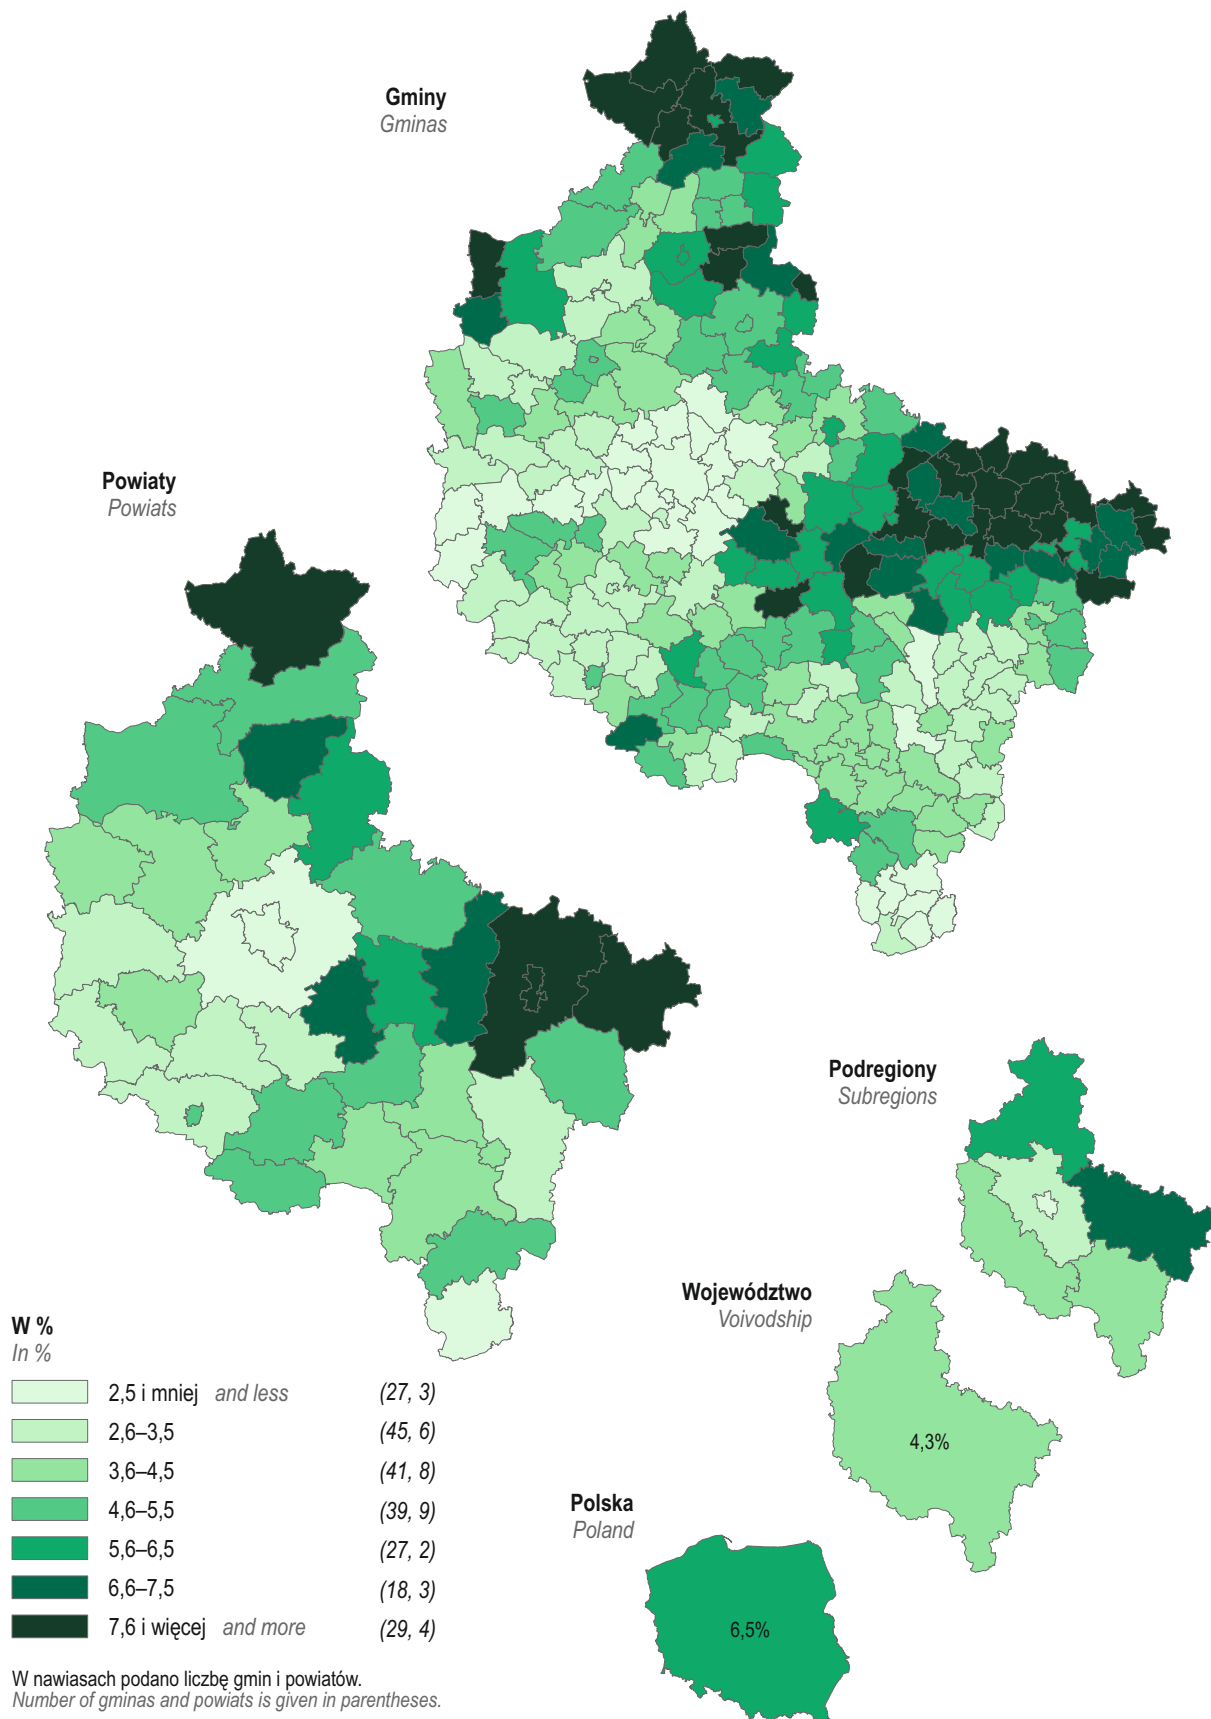 Gminy
Gminas
Powiaty
Powiats
Podregiony
Subregions
Województwo
Voivodship
4,3%
Polska
Poland
6,5%
W %
In %
2,5 i mniej and less (27, 3)
2,6–3,5 (45, 6)
3,6–4,5 (41, 8)
4,6–5,5 (39, 9)
5,6–6,5 (27, 2)
6,6–7,5 (18, 3)
7,6 i więcej and more (29, 4)
W nawiasach podano liczbę gmin i powiatów.
Number of gminas and powiats is given in parentheses.